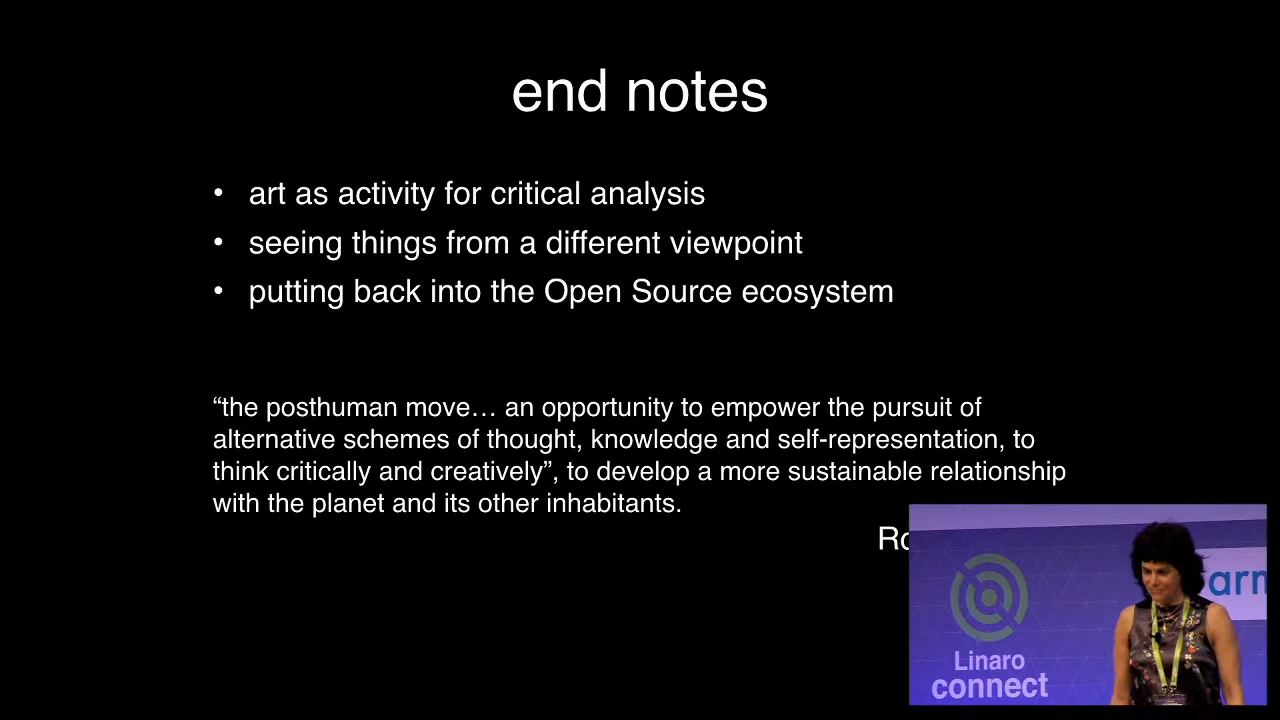 end notes
• art as activity for critical analysis
• seeing things from a different viewpoint
• putting back into the Open Source ecosystem
“the posthuman move… an opportunity to empower the pursuit of
alternative schemes of thought, knowledge and self-representation, to
think critically and creatively”, to develop a more sustainable relationship
with the planet and its other inhabitants.
arm
Linaro
connect